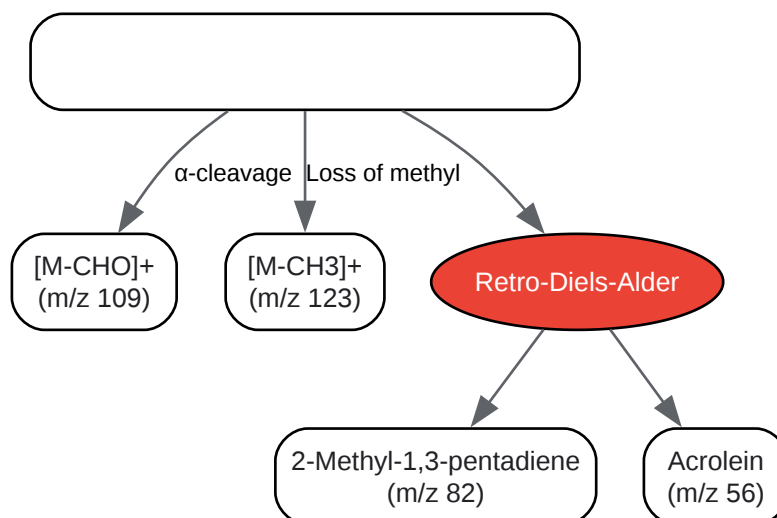 α-cleavage
Loss of methyl
[M-CHO]+
(m/z 109)
[M-CH3]+
(m/z 123)
Retro-Diels-Alder
2-Methyl-1,3-pentadiene
(m/z 82)
Acrolein
(m/z 56)